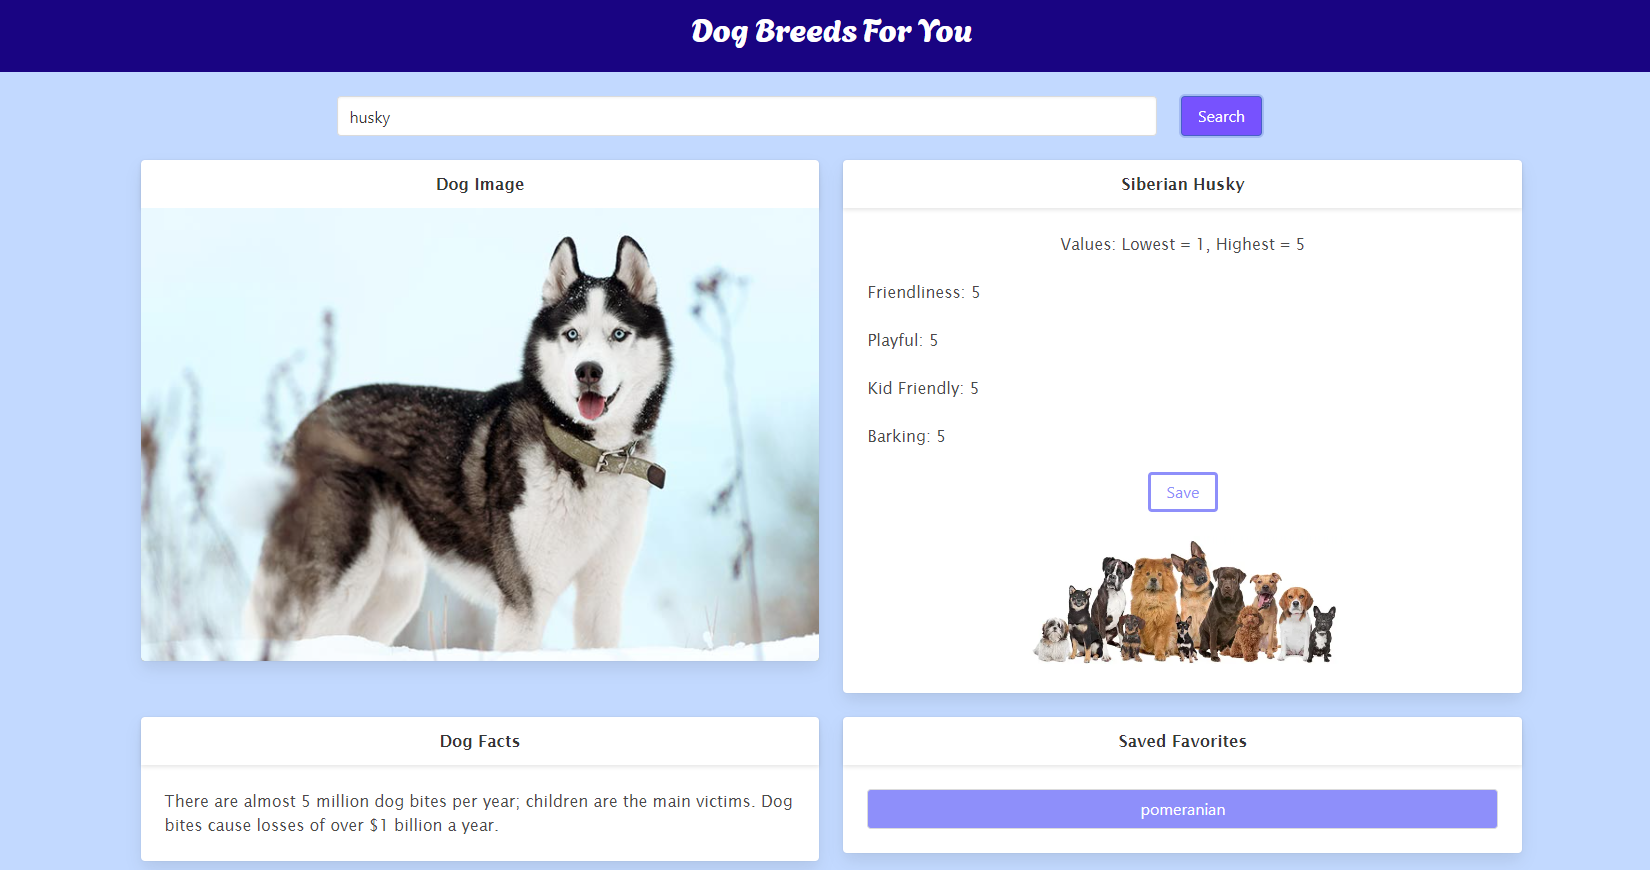 Dog Breeds For You
husky
Search
Dog Image
Siberian Husky
Values: Lowest = 1, Highest = 5
Friendliness: 5
Playful: 5
Kid Friendly: 5
Barking: 5
Save
Dog Facts
There are almost 5 million dog bites per year; children are the main victims. Dog
bites cause losses of over $1 billion a year.
Saved Favorites
pomeranian